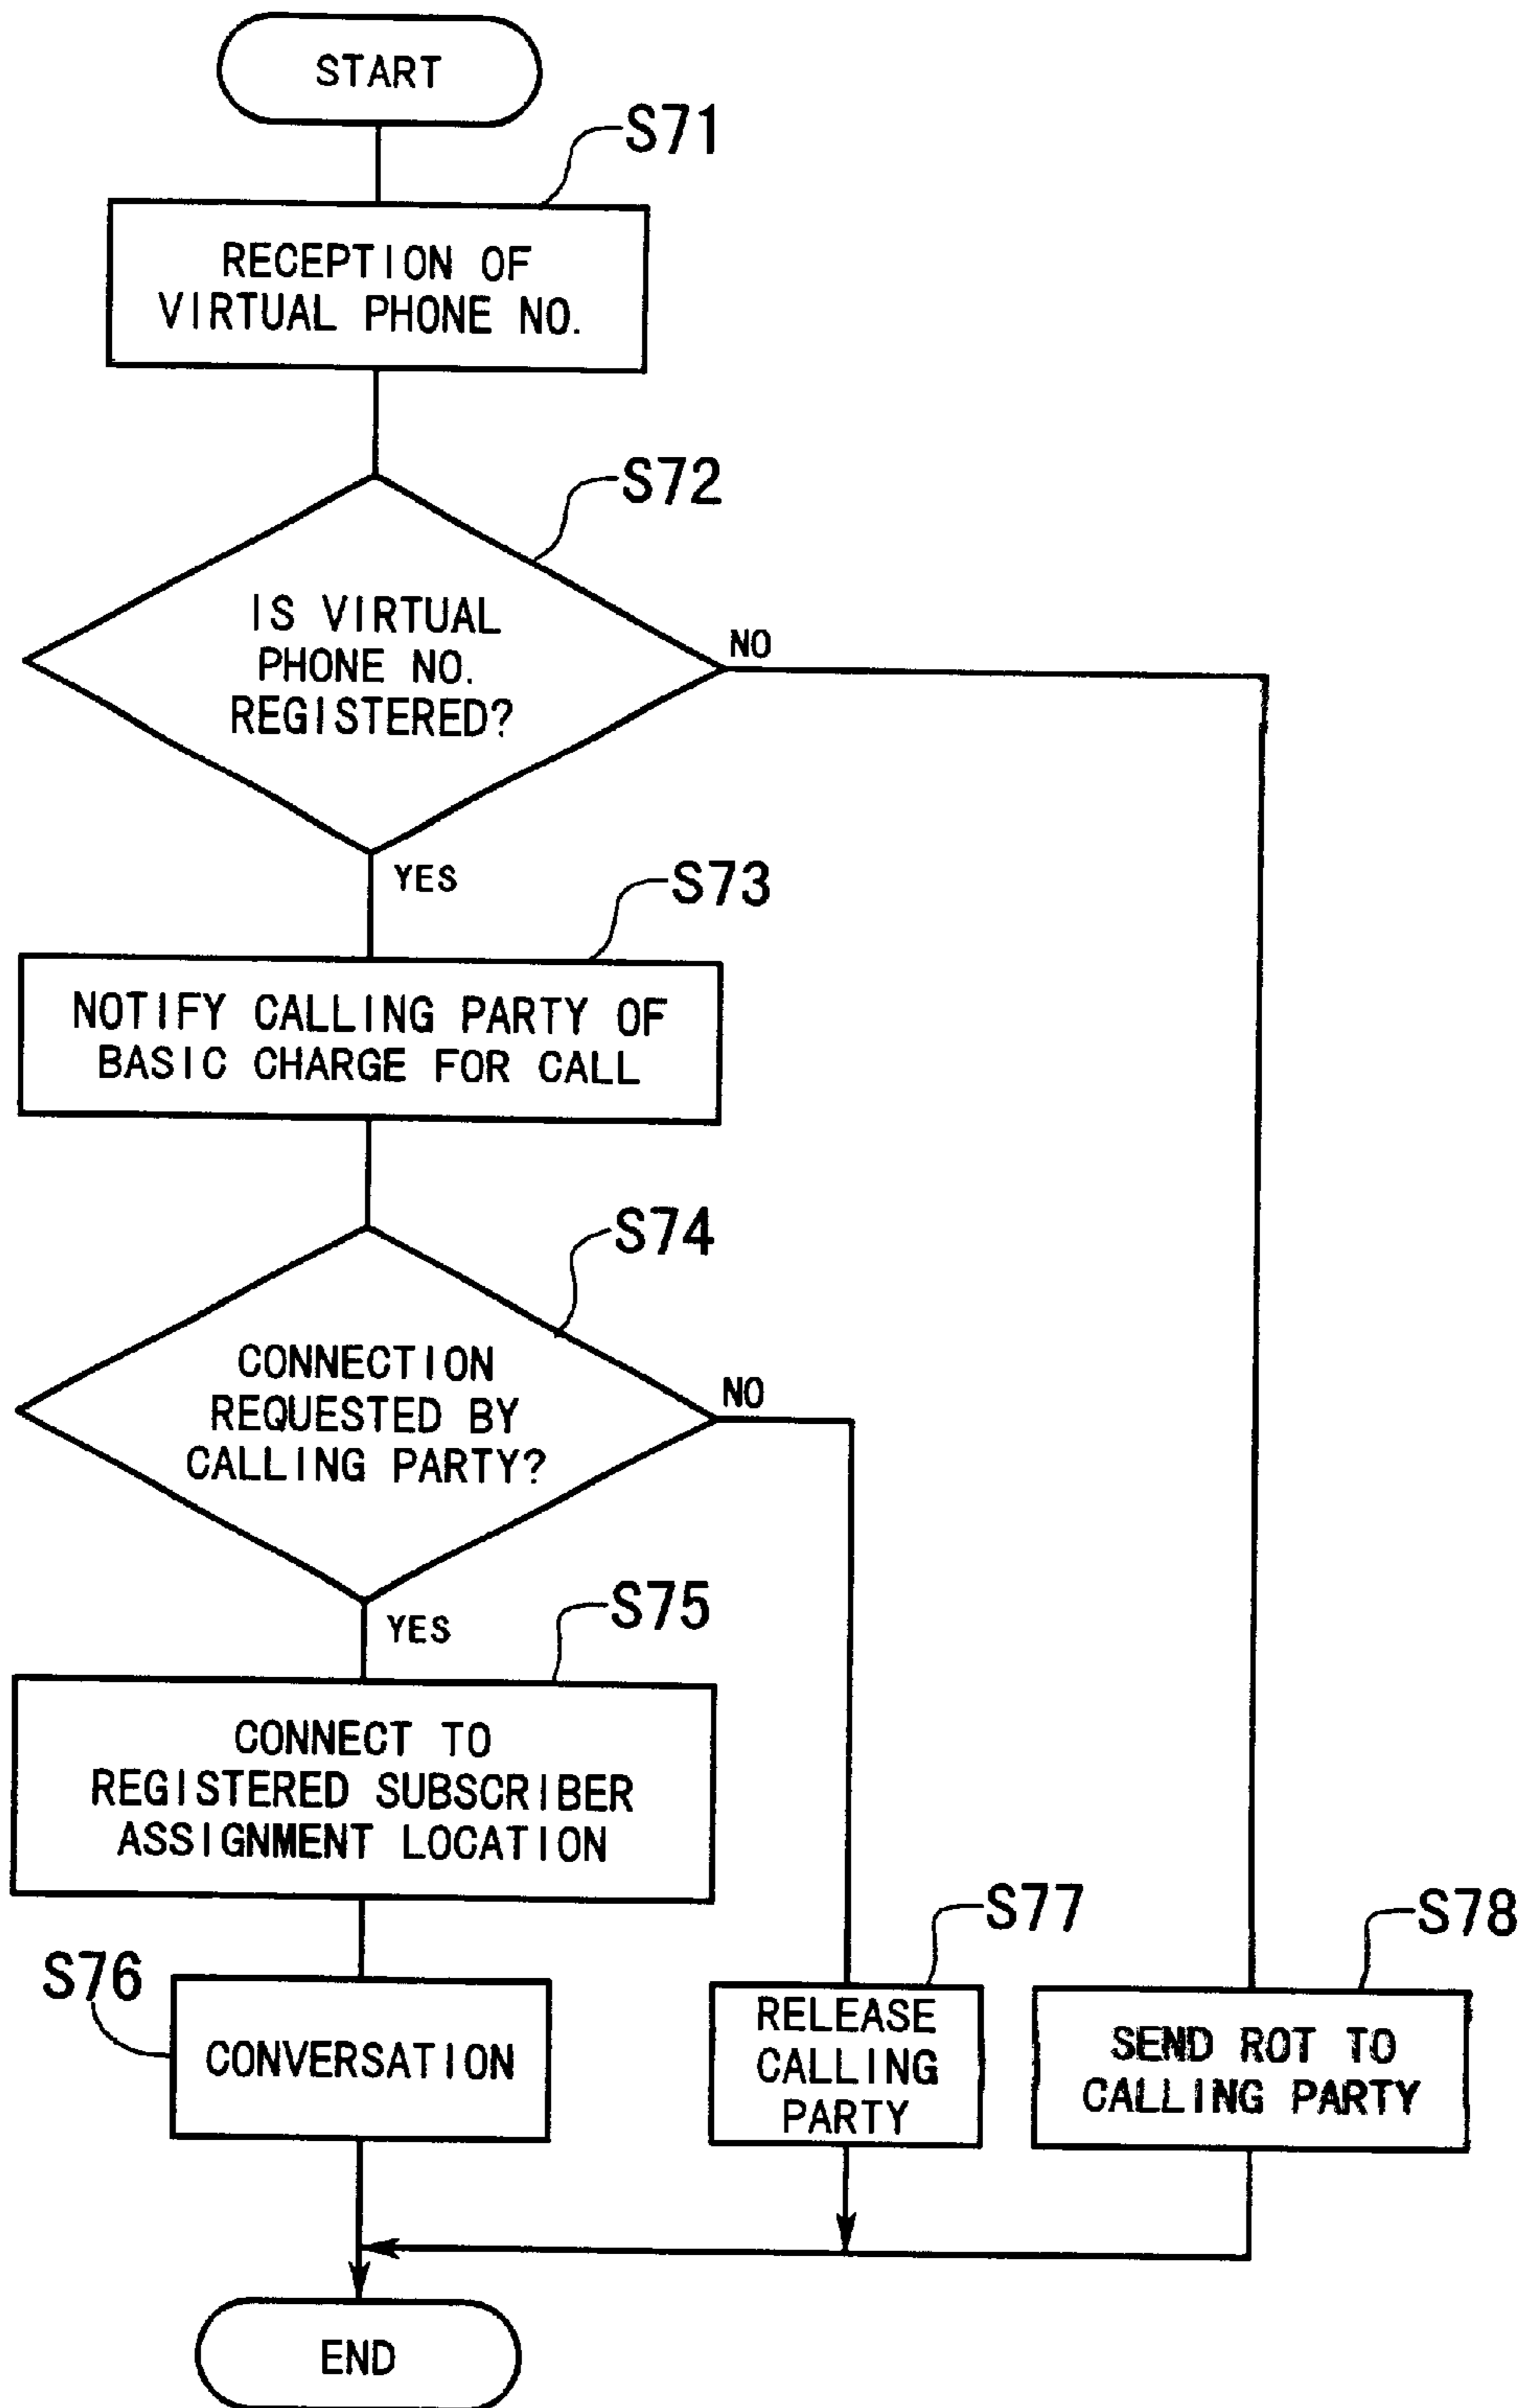 START
S71
RECEPTION OF
VIRTUAL PHONE NO.
S72
IS VIRTUAL
PHONE NO.
REGISTERED?
NO
YES
S73
NOTIFY CALLING PARTY OF
BASIC CHARGE FOR CALL
S74
CONNECTION
REQUESTED BY
CALLING PARTY?
NO
YES
S75
CONNECT TO
REGISTERED SUBSCRIBER
ASSIGNMENT LOCATION
S76
CONVERSATION
S77
RELEASE
CALLING
PARTY
S78
SEND ROT TO
CALLING PARTY
END